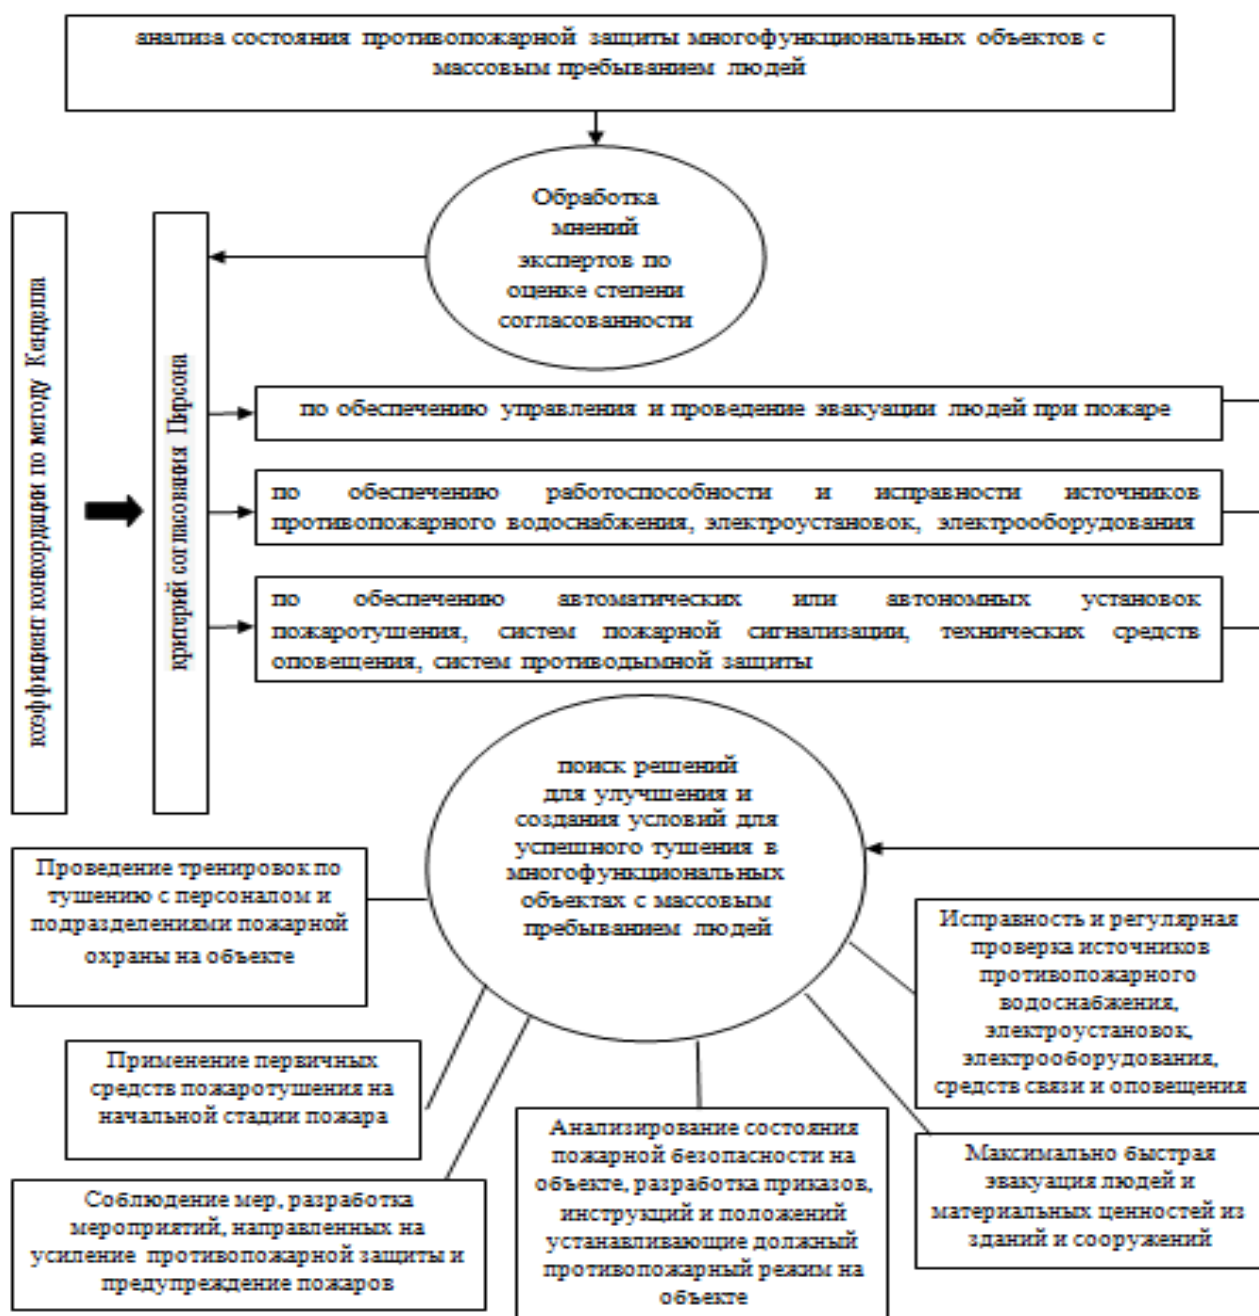 анализа состояния противопожарной защиты многофункциональных объектов с
массовым пребыванием людей
Обработка
мнений
экспертов по
оценке степени
согласованности
коэффициент конкордации по методу Кенделла
критерий согласования Пирсона
по обеспечению управления и проведение эвакуации людей при пожаре
по обеспечению работоспособности и исправности источников
противопожарного водоснабжения, электроустановок, электрооборудования
по обеспечению автоматических или автономных установок
пожаротушения, систем пожарной сигнализации, технических средств
оповещения, систем противодымной защиты
поиск решений
для улучшения и
создания условий для
успешного тушения в
многофункциональных
объектах с массовым
пребыванием людей
Проведение тренировок по
тушению с персоналом и
подразделениями пожарной
охраны на объекте
Исправность и регулярная
проверка источников
противопожарного
водоснабжения,
электроустановок,
электрооборудования,
средств связи и оповещения
Применение первичных
средств пожаротушения на
начальной стадии пожара
Анализирование состояния
пожарной безопасности на
объекте, разработка приказов,
инструкций и положений
устанавливающие должный
противопожарный режим на
объекте
Максимально быстрая
эвакуация людей и
материальных ценностей из
зданий и сооружений
Соблюдение мер, разработка
мероприятий, направленных на
усиление противопожарной защиты и
предупреждение пожаров